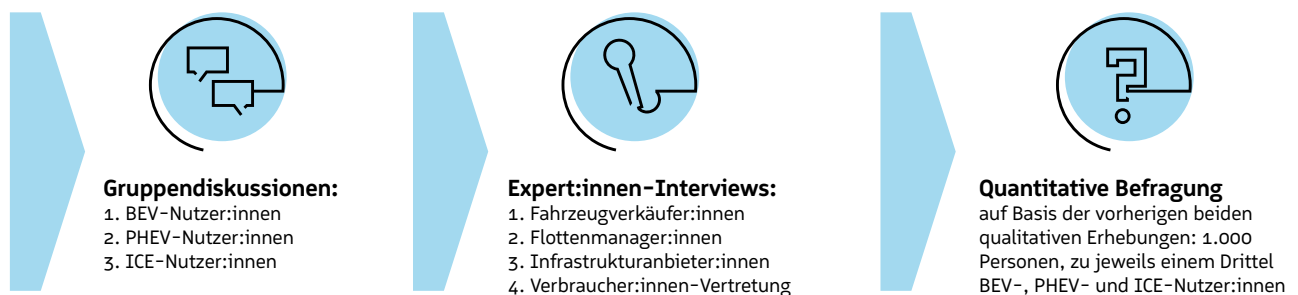 Gruppendiskussionen:
1. BEV-Nutzer:innen
2. PHEV-Nutzer:innen
3. ICE-Nutzer:innen
Expert:innen-Interviews:
1. Fahrzeugverkäufer:innen
2. Flottenmanager:innen
3. Infrastrukturanbieter:innen
4. Verbraucher:innen-Vertretung
Quantitative Befragung
auf Basis der vorherigen beiden
qualitativen Erhebungen: 1.000
Personen, zu jeweils einem Drittel
BEV-, PHEV- und ICE-Nutzer:innen